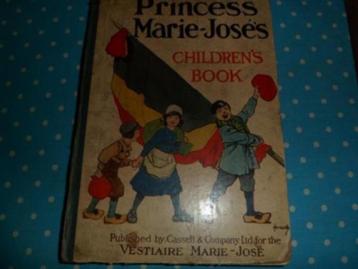 Princess
Marie-José's
CHILDREN'S
BOOK
Published by Cassell & Company Ltd for the
VESTIAIRE MARIE-JOSÉ